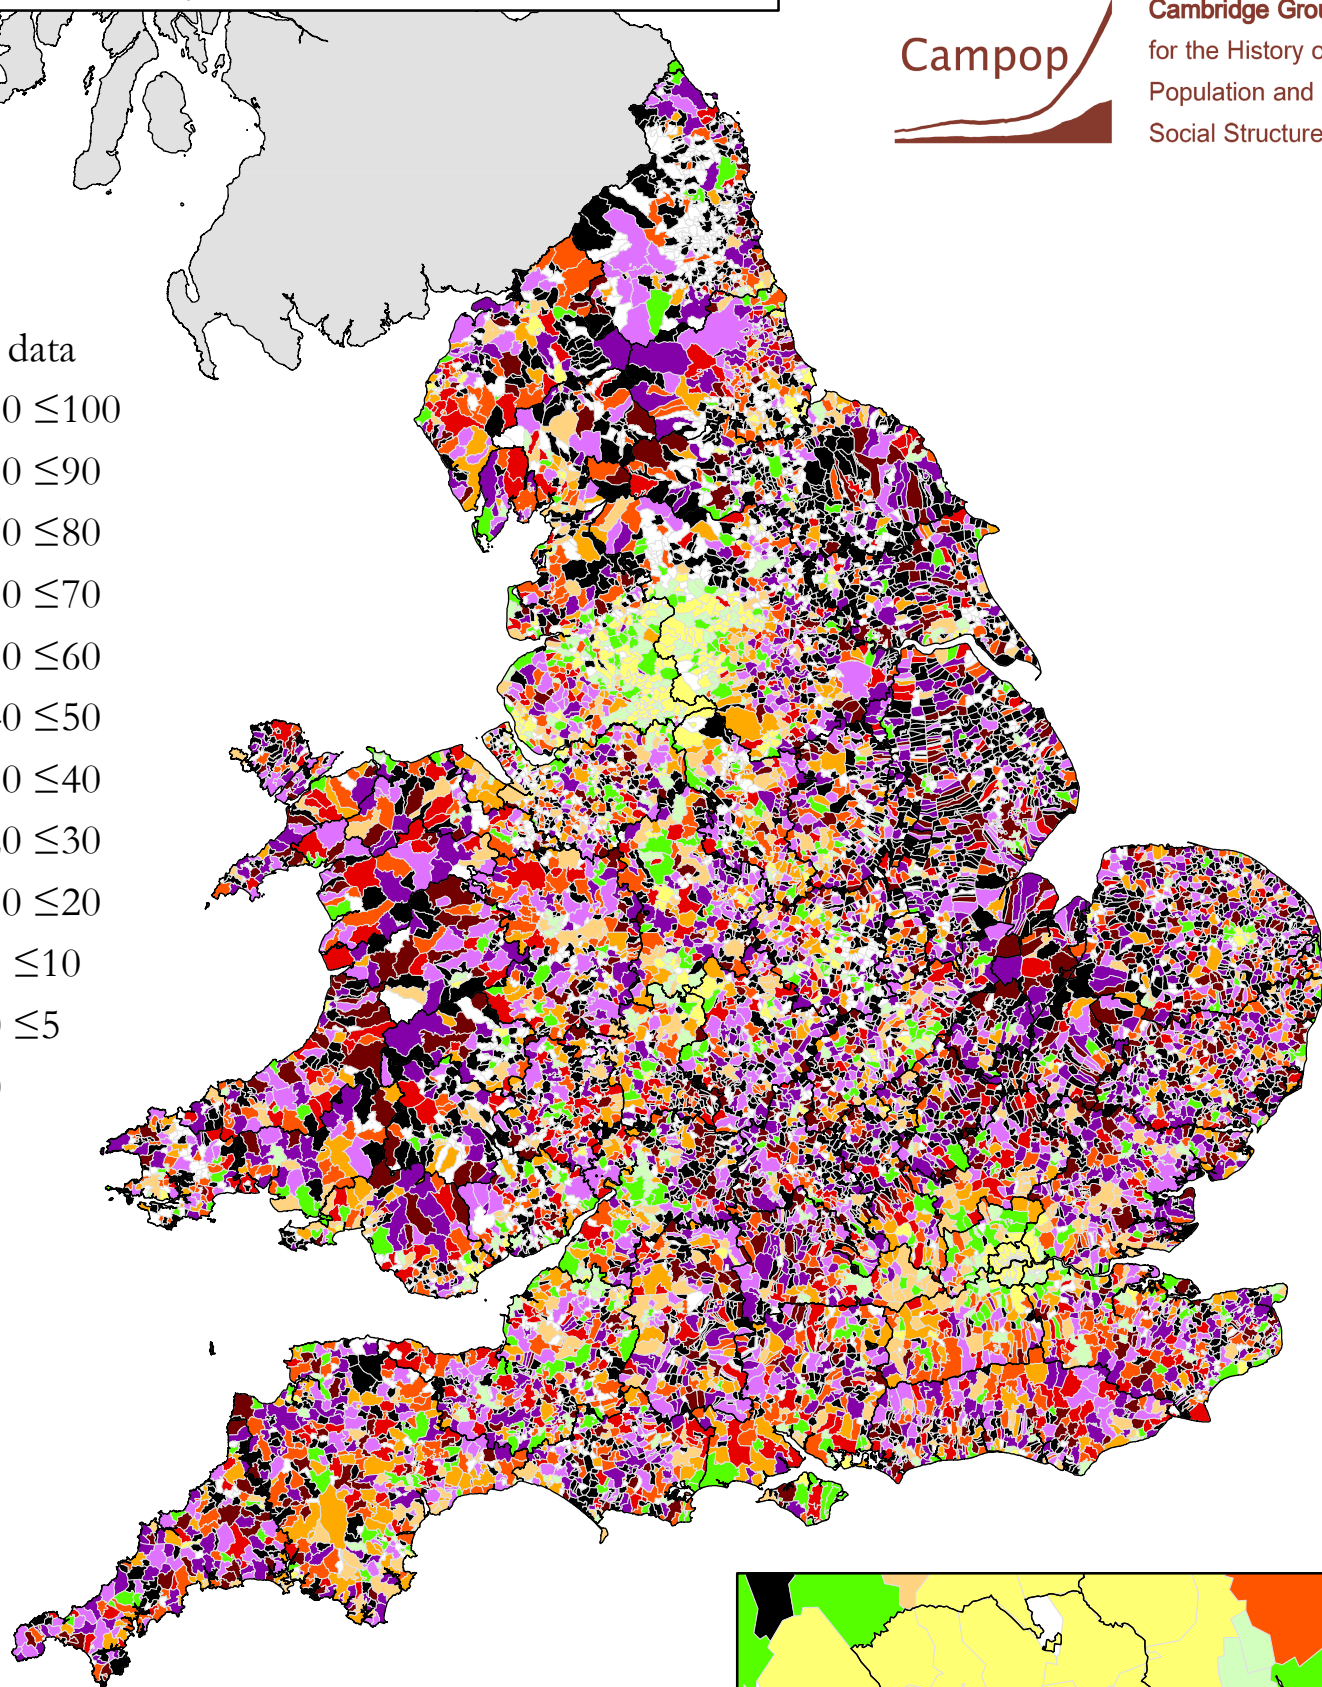 Campop
Cambridge Grou
for the History o
Population and
Social Structure
data
0 ≤100
0 ≤90
0 ≤80
0 ≤70
0 ≤60
0 ≤50
0 ≤40
0 ≤30
0 ≤20
≤10
≤5